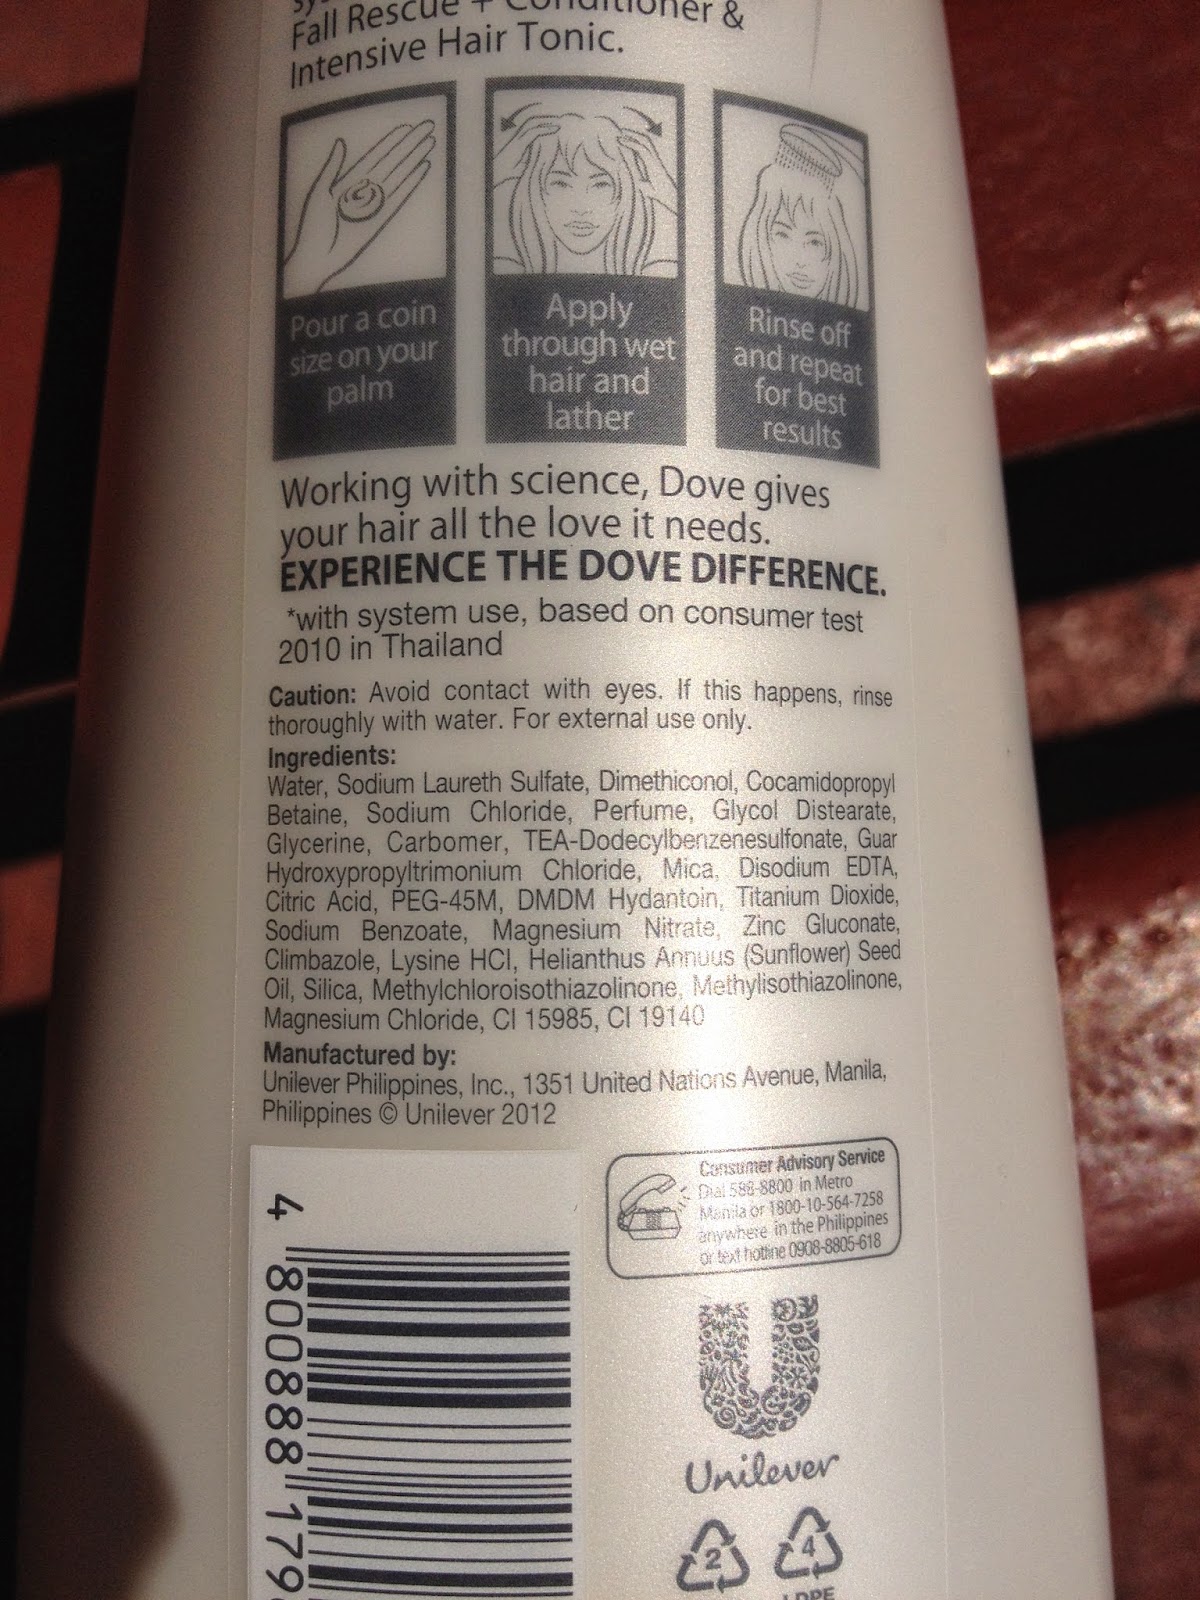 Fall Rescue + Conditioner &
Intensive Hair Tonic.
Pour a coin
size on your
palm
Apply
through wet
hair and
lather
Rinse off
and repeat
for best
results
Working with science, Dove gives
your hair all the love it needs.
EXPERIENCE THE DOVE DIFFERENCE.
*with system use, based on consumer test
2010 in Thailand
Caution: Avoid contact with eyes. If this happens, rinse
thoroughly with water. For external use only.
Ingredients:
Water, Sodium Laureth Sulfate, Dimethiconol, Cocamidopropyl
Betaine, Sodium Chloride, Perfume, Glycol Distearate,
Glycerine, Carbomer, TEA-Dodecylbenzenesulfonate, Guar
Hydroxypropyltrimonium Chloride, Mica, Disodium EDTA,
Citric Acid, PEG-45M, DMDM Hydantoin, Titanium Dioxide,
Sodium Benzoate, Magnesium Nitrate, Zinc Gluconate,
Climbazole, Lysine HCl, Helianthus Annuus (Sunflower) Seed
Oil, Silica, Methylchloroisothiazolinone, Methylisothiazolinone,
Magnesium Chloride, CI 15985, CI 19140
Manufactured by:
Unilever Philippines, Inc., 1351 United Nations Avenue, Manila,
Philippines © Unilever 2012
Consumer Advisory Service
Dial 588-8800 in Metro
Manila or 1800-10-564-7258
anywhere in the Philippines
or text hotline 0908-8805-618
4 800888 179
Unilever
2 4
LDPE